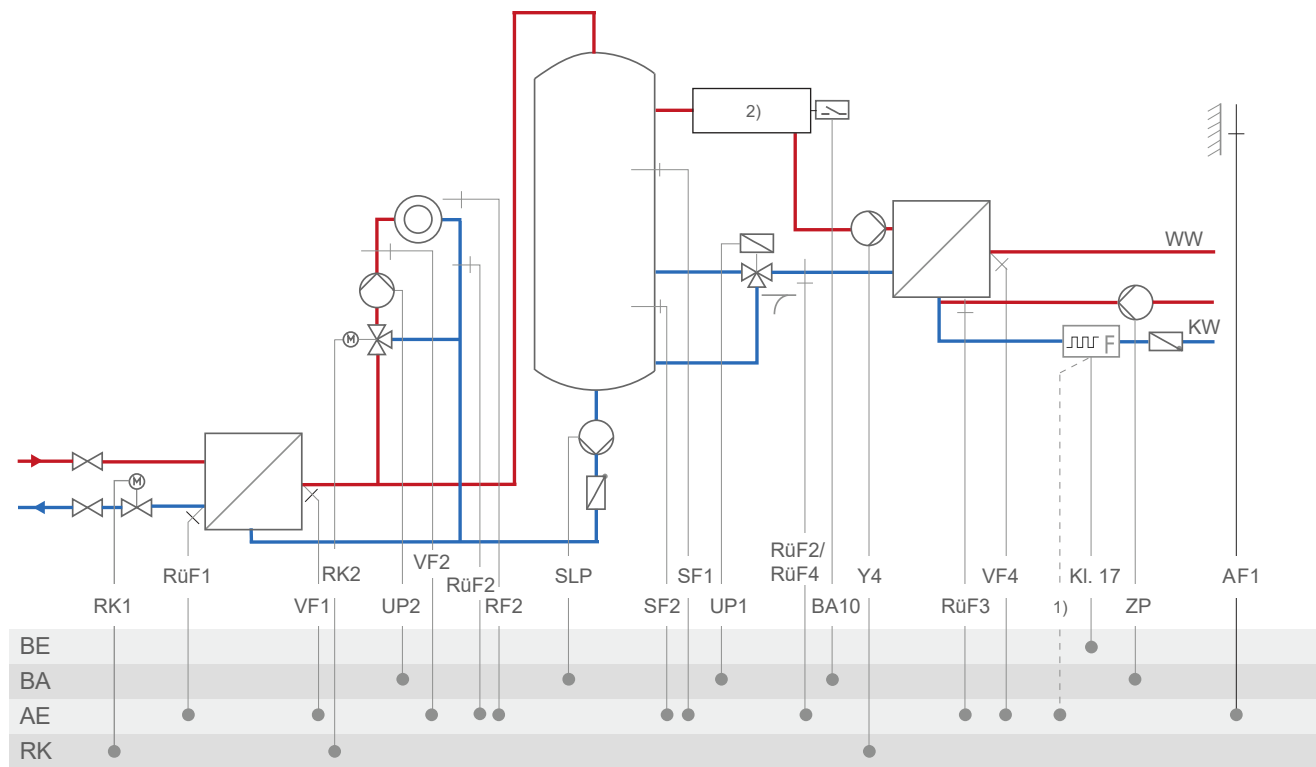 2)
WW
KW
M
F
M
RüF1
RK2
VF2
RüF2
SLP
SF1
RüF2/
RüF4
Y4
VF4
Kl. 17
AF1
RK1
VF1
UP2
RF2
SF2
UP1
BA10
RüF3
1)
ZP
BE
BA
AE
RK